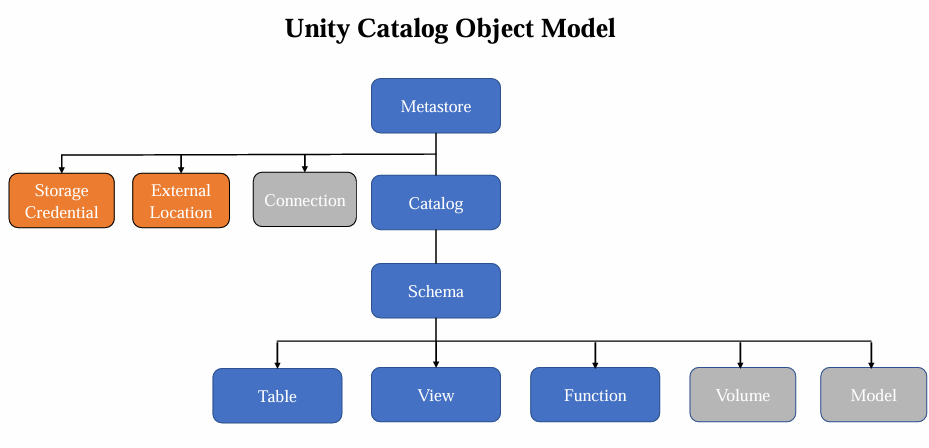 Unity Catalog Object Model
Metastore
Storage
Credential
External
Location
Connection
Catalog
Schema
Table
View
Function
Volume
Model